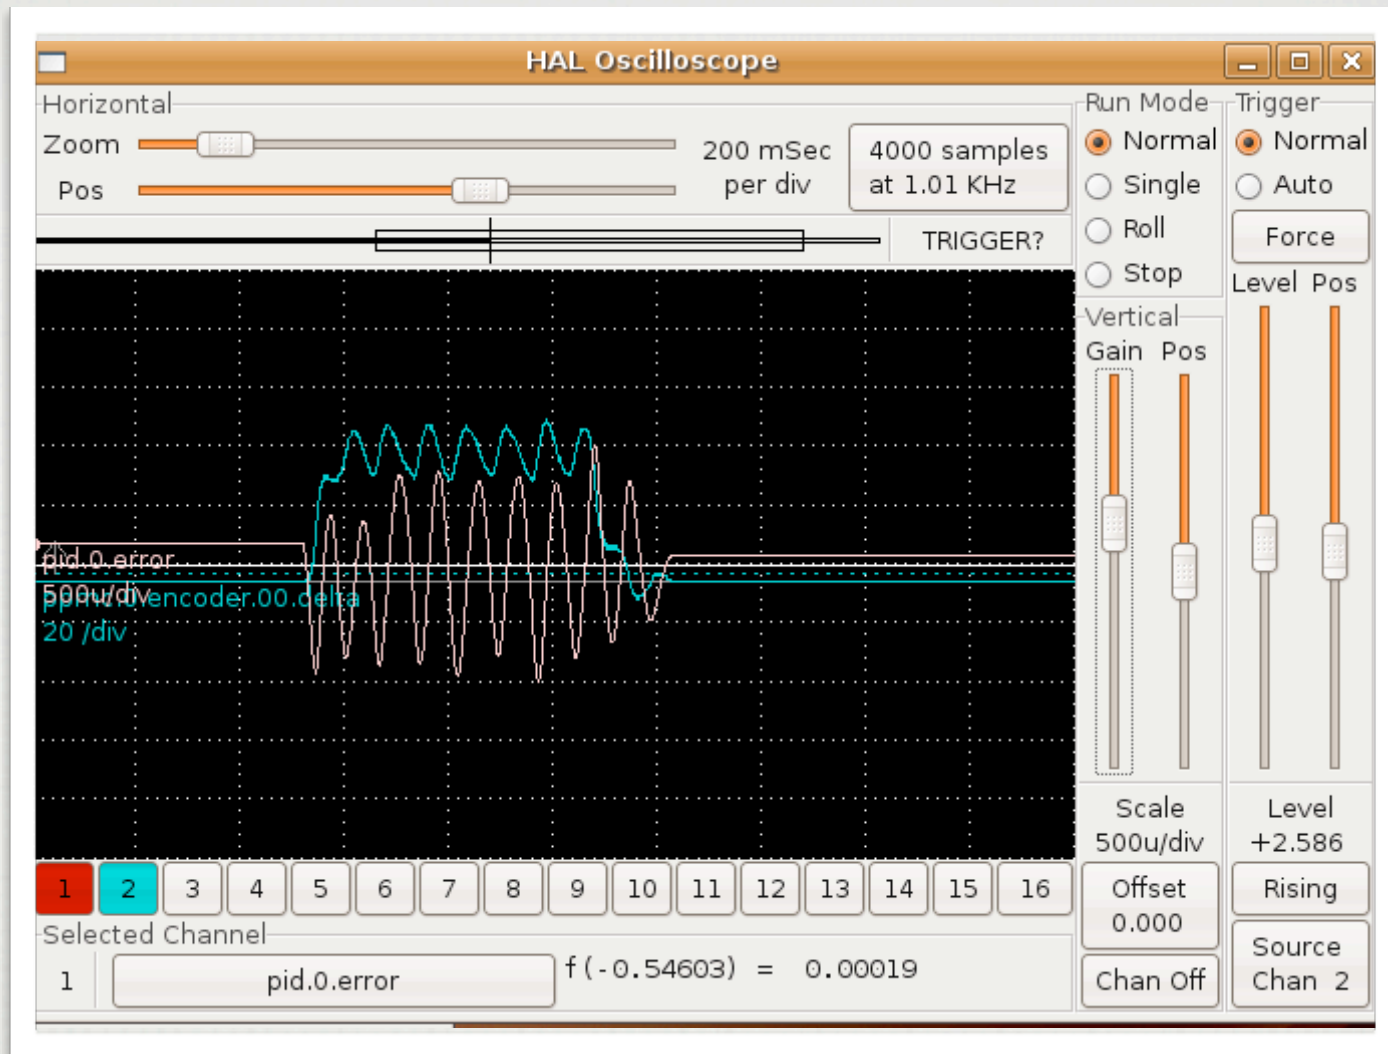 HAL Oscilloscope
Horizontal
Zoom
Pos
200 mSec
per div
4000 samples
at 1.01 KHz
TRIGGER?
Run Mode
Normal
Single
Roll
Stop
Trigger
Normal
Auto
Force
Level Pos
Vertical
Gain Pos
pid.0.error
500u/div
encoder.00.delta
20 /div
Scale
500u/div
Offset
0.000
Chan Off
Level
+2.586
Rising
Source
Chan 2
1 2 3 4 5 6 7 8 9 10 11 12 13 14 15 16
Selected Channel
1
pid.0.error
f(-0.54603) = 0.00019